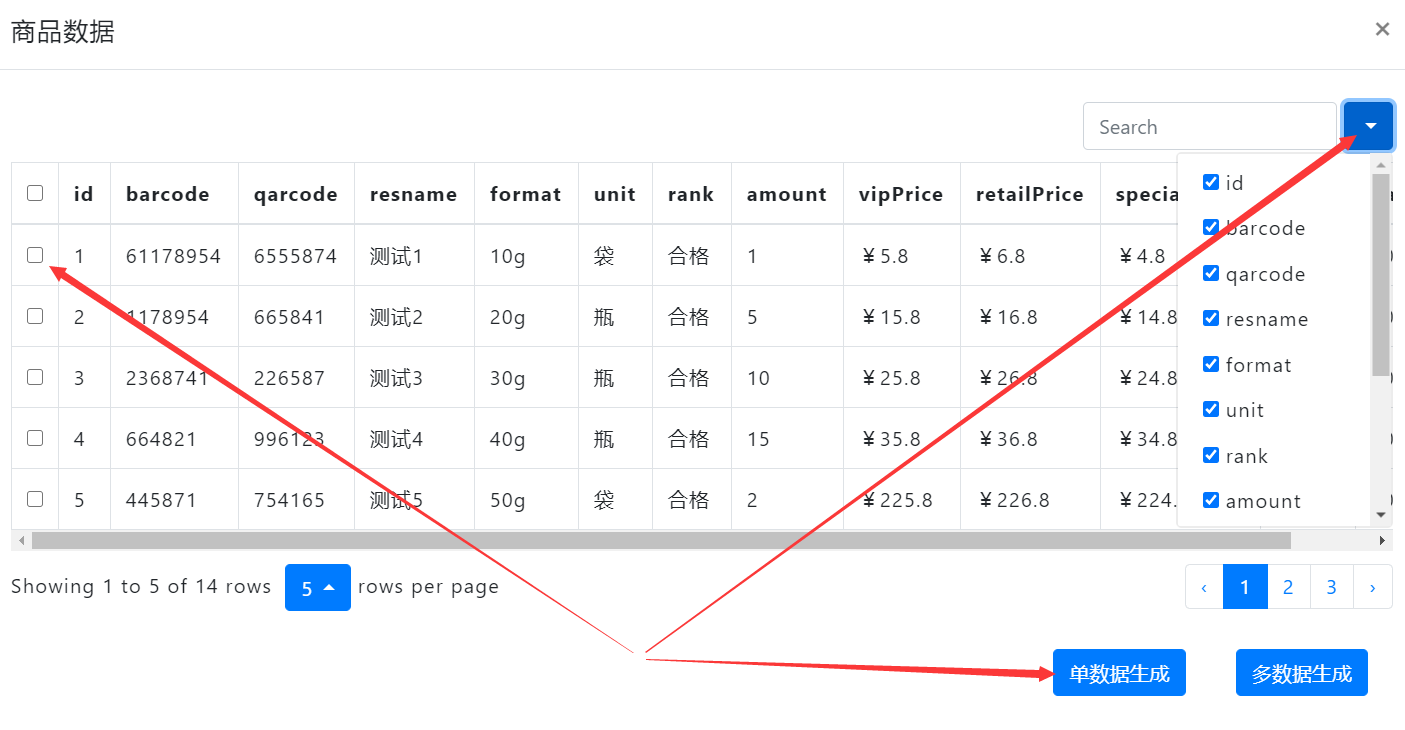 商品数据 ×
Search
id barcode qarcode resname format unit rank amount vipPrice retailPrice specia
1 61178954 6555874 测试1 10g 袋 合格 1 ￥5.8 ￥6.8 ￥4.8
2 1178954 665841 测试2 20g 瓶 合格 5 ￥15.8 ￥16.8 ￥14.8
3 2368741 226587 测试3 30g 瓶 合格 10 ￥25.8 ￥26.8 ￥24.8
4 664821 996123 测试4 40g 瓶 合格 15 ￥35.8 ￥36.8 ￥34.8
5 445871 754165 测试5 50g 袋 合格 2 ￥225.8 ￥226.8 ￥224.
id
barcode
qarcode
resname
format
unit
rank
amount
Showing 1 to 5 of 14 rows 5 rows per page ‹ 1 2 3 ›
单数据生成 多数据生成